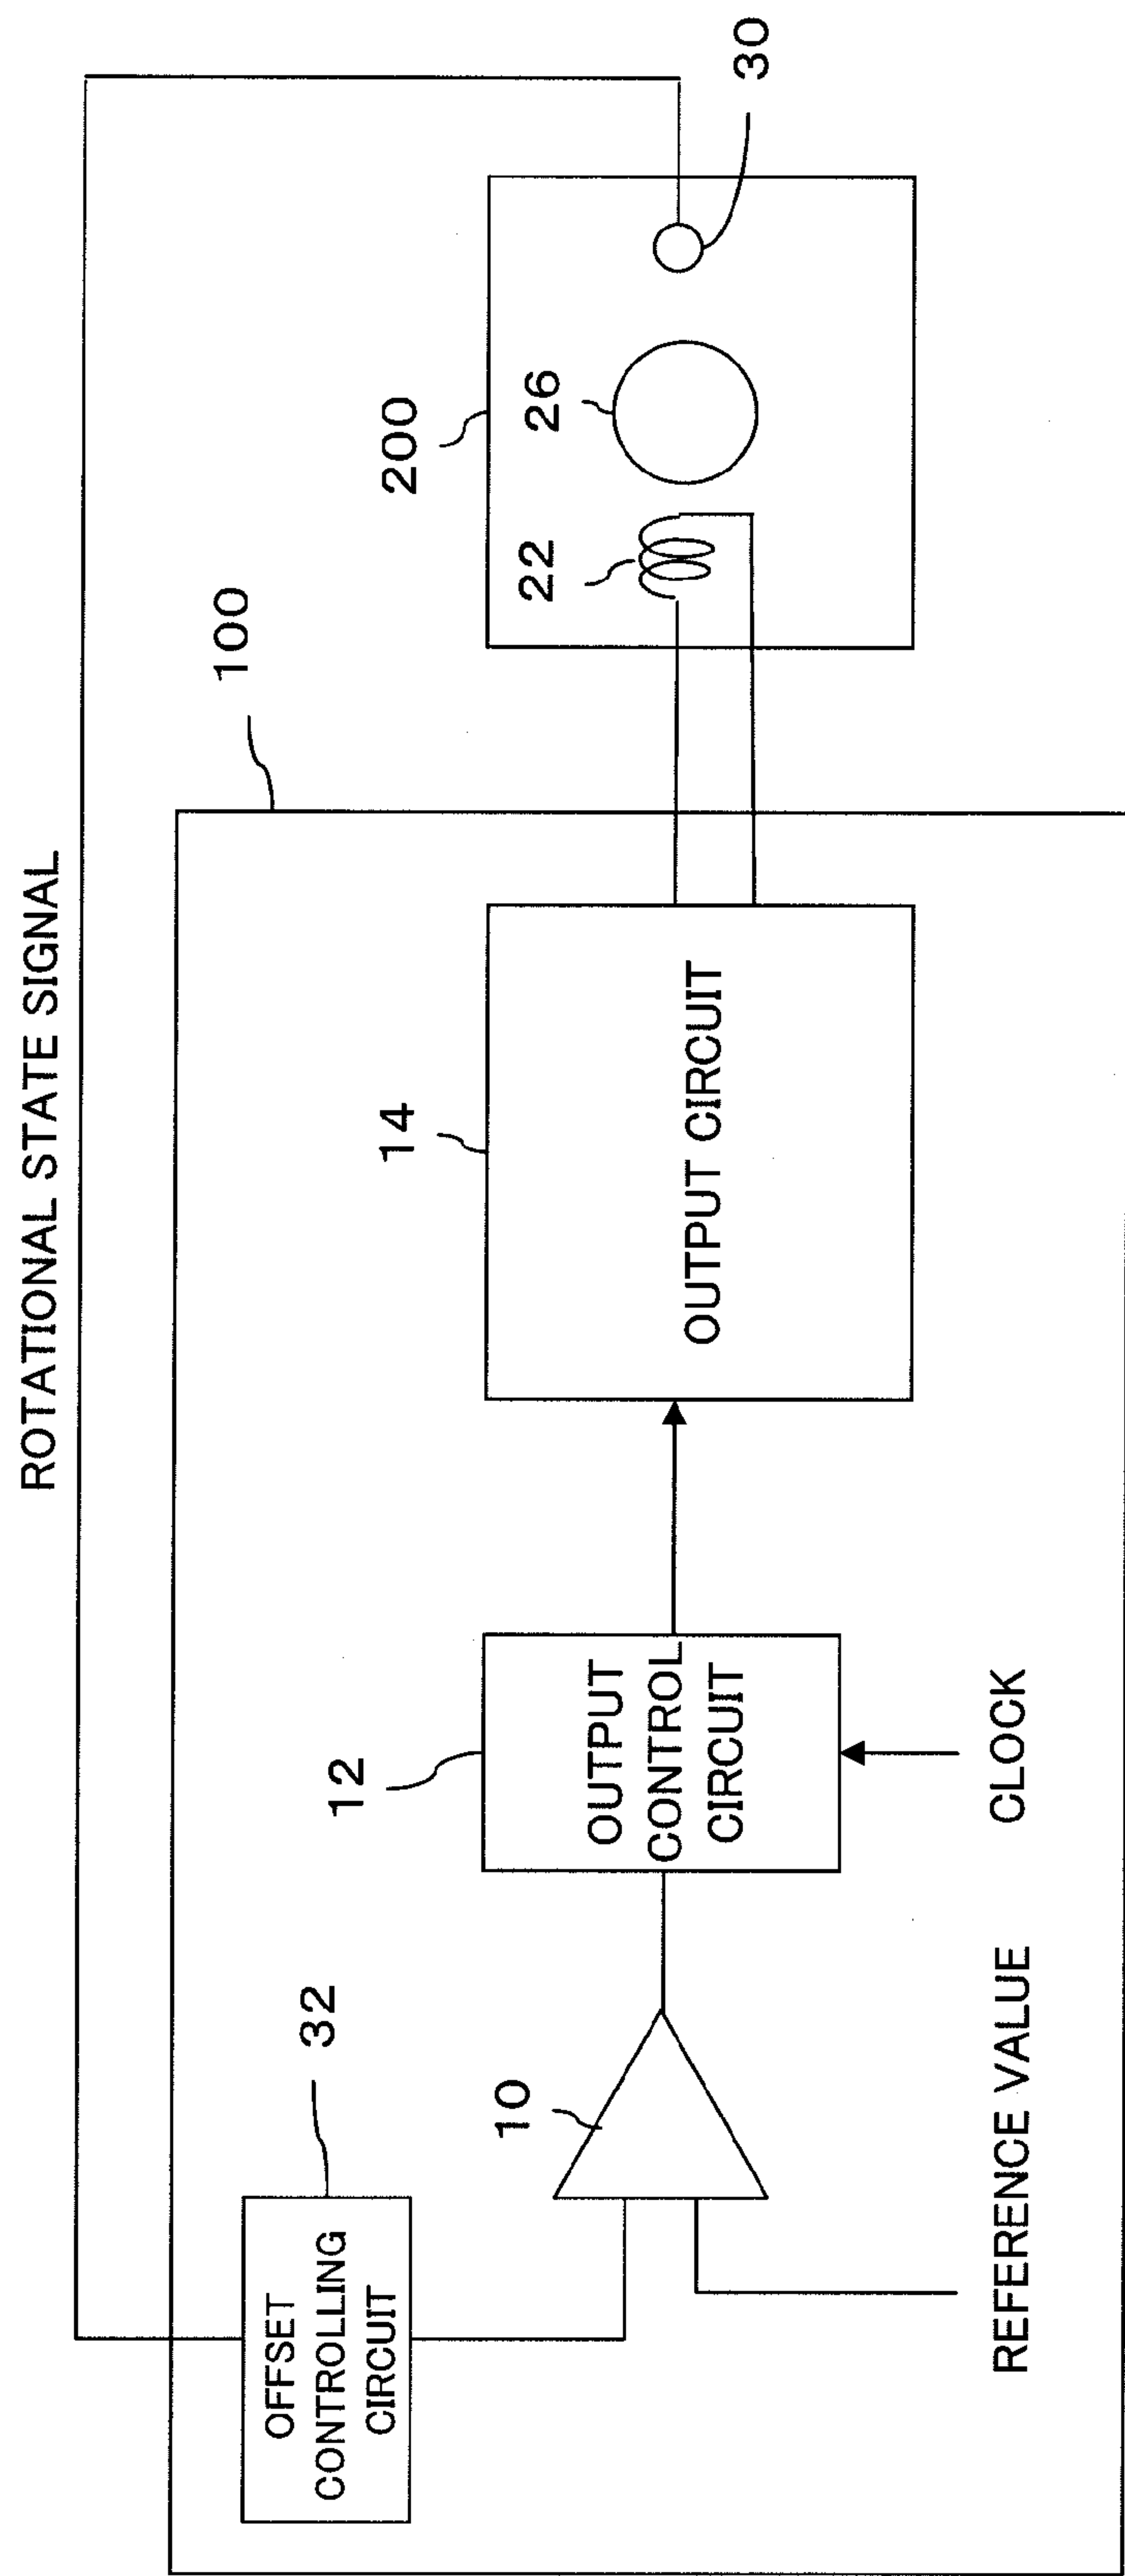 ROTATIONAL STATE SIGNAL
100
200
30
OFFSET
CONTROLLING
CIRCUIT
32
10
12
OUTPUT
CONTROL
CIRCUIT
14
OUTPUT CIRCUIT
22
26
REFERENCE VALUE
CLOCK